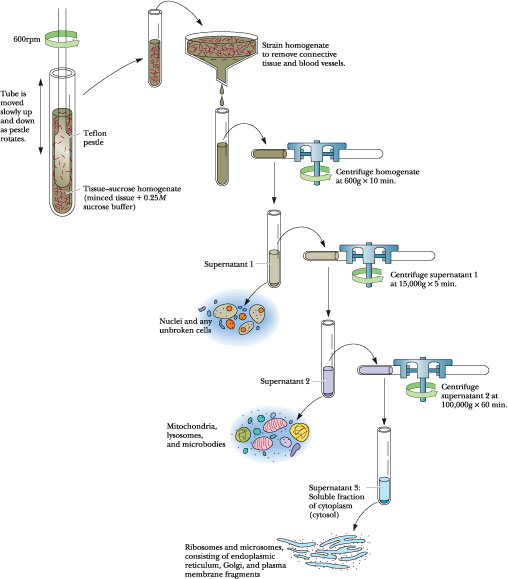 600rpm
Strain homogenate
to remove connective
tissue and blood vessels.
Tube is
moved
slowly up
and down
as pestle
rotates.
Teflon
pestle
Tissue–sucrose homogenate
(minced tissue + 0.25M
sucrose buffer)
Centrifuge homogenate
at 600g × 10 min.
Supernatant 1
Centrifuge supernatant 1
at 15,000g × 5 min.
Nuclei and any
unbroken cells
Supernatant 2
Centrifuge
supernatant 2 at
100,000g × 60 min.
Mitochondria,
lysosomes,
and microbodies
Supernatant 3:
Soluble fraction
of cytoplasm
(cytosol)
Ribosomes and microsomes,
consisting of endoplasmic
reticulum, Golgi, and plasma
membrane fragments